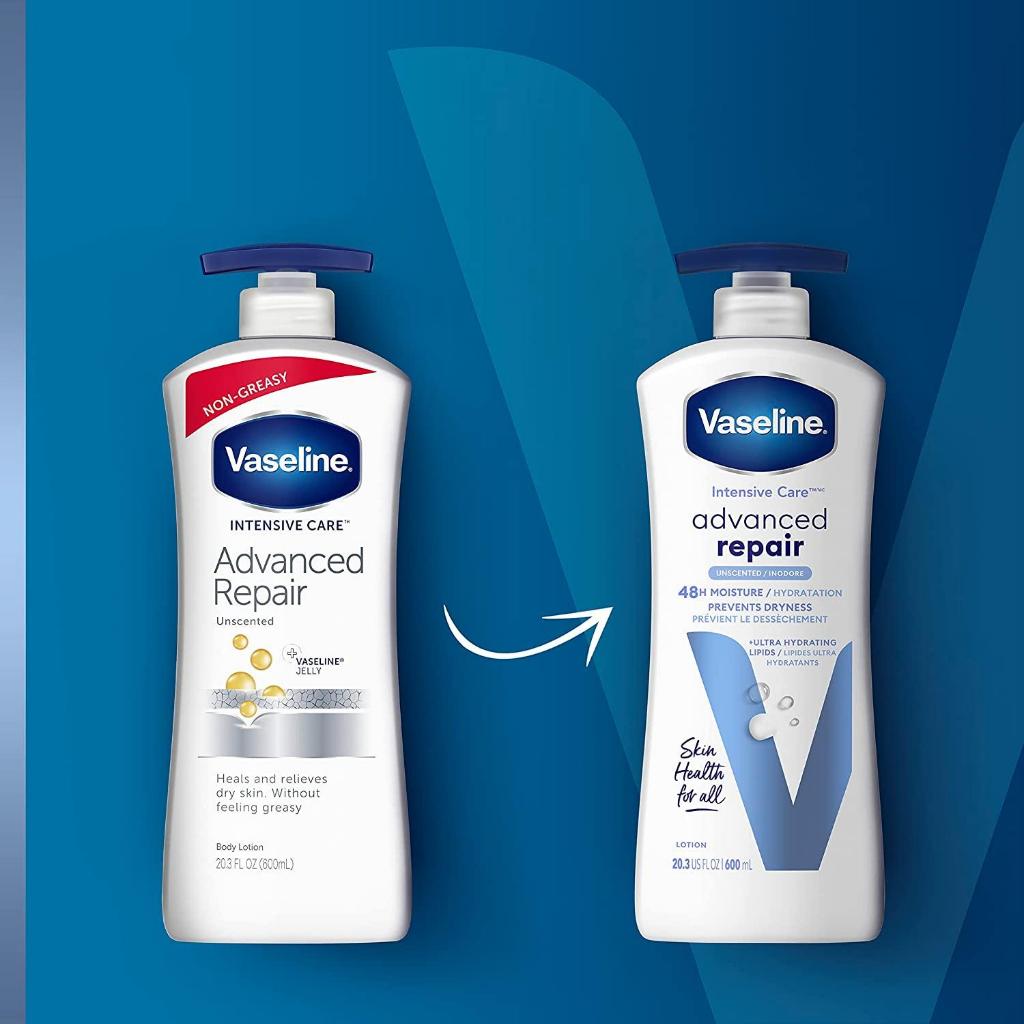 NON-GREASY
Vaseline®
INTENSIVE CARE™
Advanced
Repair
Unscented
VASELINE®
JELLY
Heals and relieves
dry skin. Without
feeling greasy
Body Lotion
20.3 FL OZ (600mL)
Vaseline®
Intensive Care™/MC
advanced
repair
UNSCENTED / INODORE
48H MOISTURE / HYDRATATION
PREVENTS DRYNESS
PRÉVIENT LE DESSÈCHEMENT
+ULTRA HYDRATING
LIPIDS / LIPIDES ULTRA
HYDRATANTS
Skin
Health
for all
LOTION
20.3 US FL OZ | 600 mL